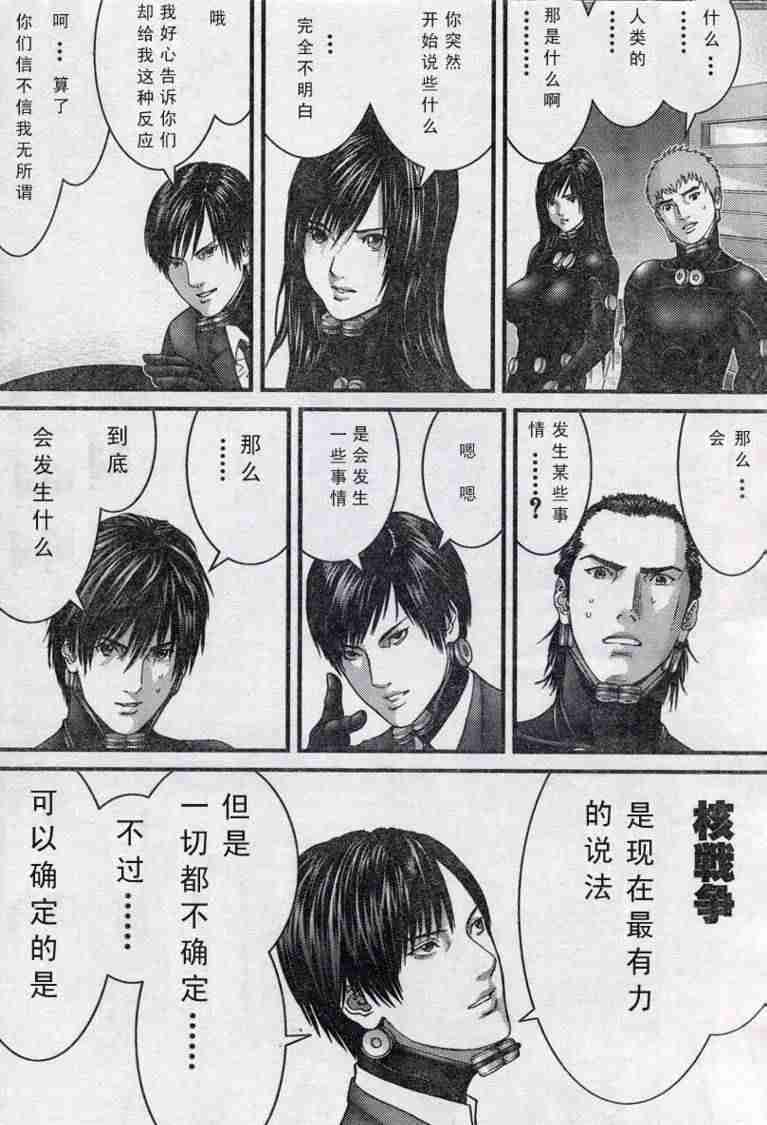 什么…
…
人类的
…
那是什么啊
………
你突然
开始说些什么
…
完全不明白
哦
我好心告诉你们
却给我这种反应
呵…算了
你们信不信我无所谓
那么…
会
发生某些事
情……?
嗯嗯
是会发生
一些事情
那么
……
到底
会发生什么
核戦争
是现在最有力
的说法
但是
一切都不确定……
不过……
可以确定的是